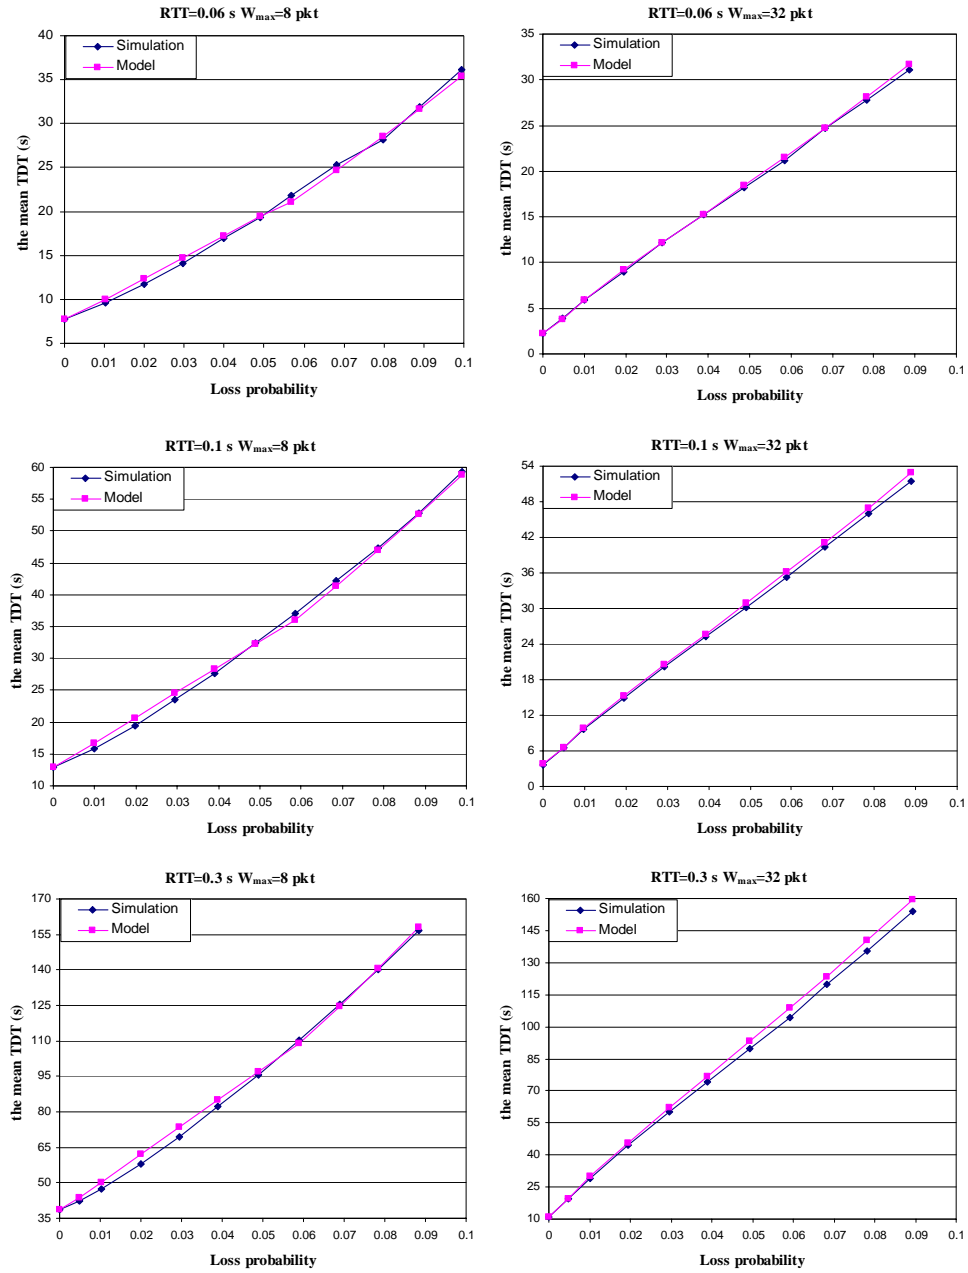 RTT=0.06 s Wmax=8 pkt
40
35
30
25
20
15
10
5
the mean TDT (s)
Simulation
Model
0 0.01 0.02 0.03 0.04 0.05 0.06 0.07 0.08 0.09 0.1
Loss probability
RTT=0.06 s Wmax=32 pkt
35
30
25
20
15
10
5
0
the mean TDT (s)
Simulation
Model
0 0.01 0.02 0.03 0.04 0.05 0.06 0.07 0.08 0.09 0.1
Loss probability
RTT=0.1 s Wmax=8 pkt
60
55
50
45
40
35
30
25
20
15
10
the mean TDT (s)
Simulation
Model
0 0.01 0.02 0.03 0.04 0.05 0.06 0.07 0.08 0.09 0.1
Loss probability
RTT=0.1 s Wmax=32 pkt
54
48
42
36
30
24
18
12
6
0
the mean TDT (s)
Simulation
Model
0 0.01 0.02 0.03 0.04 0.05 0.06 0.07 0.08 0.09 0.1
Loss probability
RTT=0.3 s Wmax=8 pkt
170
155
140
125
110
95
80
65
50
35
the mean TDT (s)
Simulation
Model
0 0.01 0.02 0.03 0.04 0.05 0.06 0.07 0.08 0.09 0.1
Loss probability
RTT=0.3 s Wmax=32 pkt
160
145
130
115
100
85
70
55
40
25
10
the mean TDT (s)
Simulation
Model
0 0.01 0.02 0.03 0.04 0.05 0.06 0.07 0.08 0.09 0.1
Loss probability